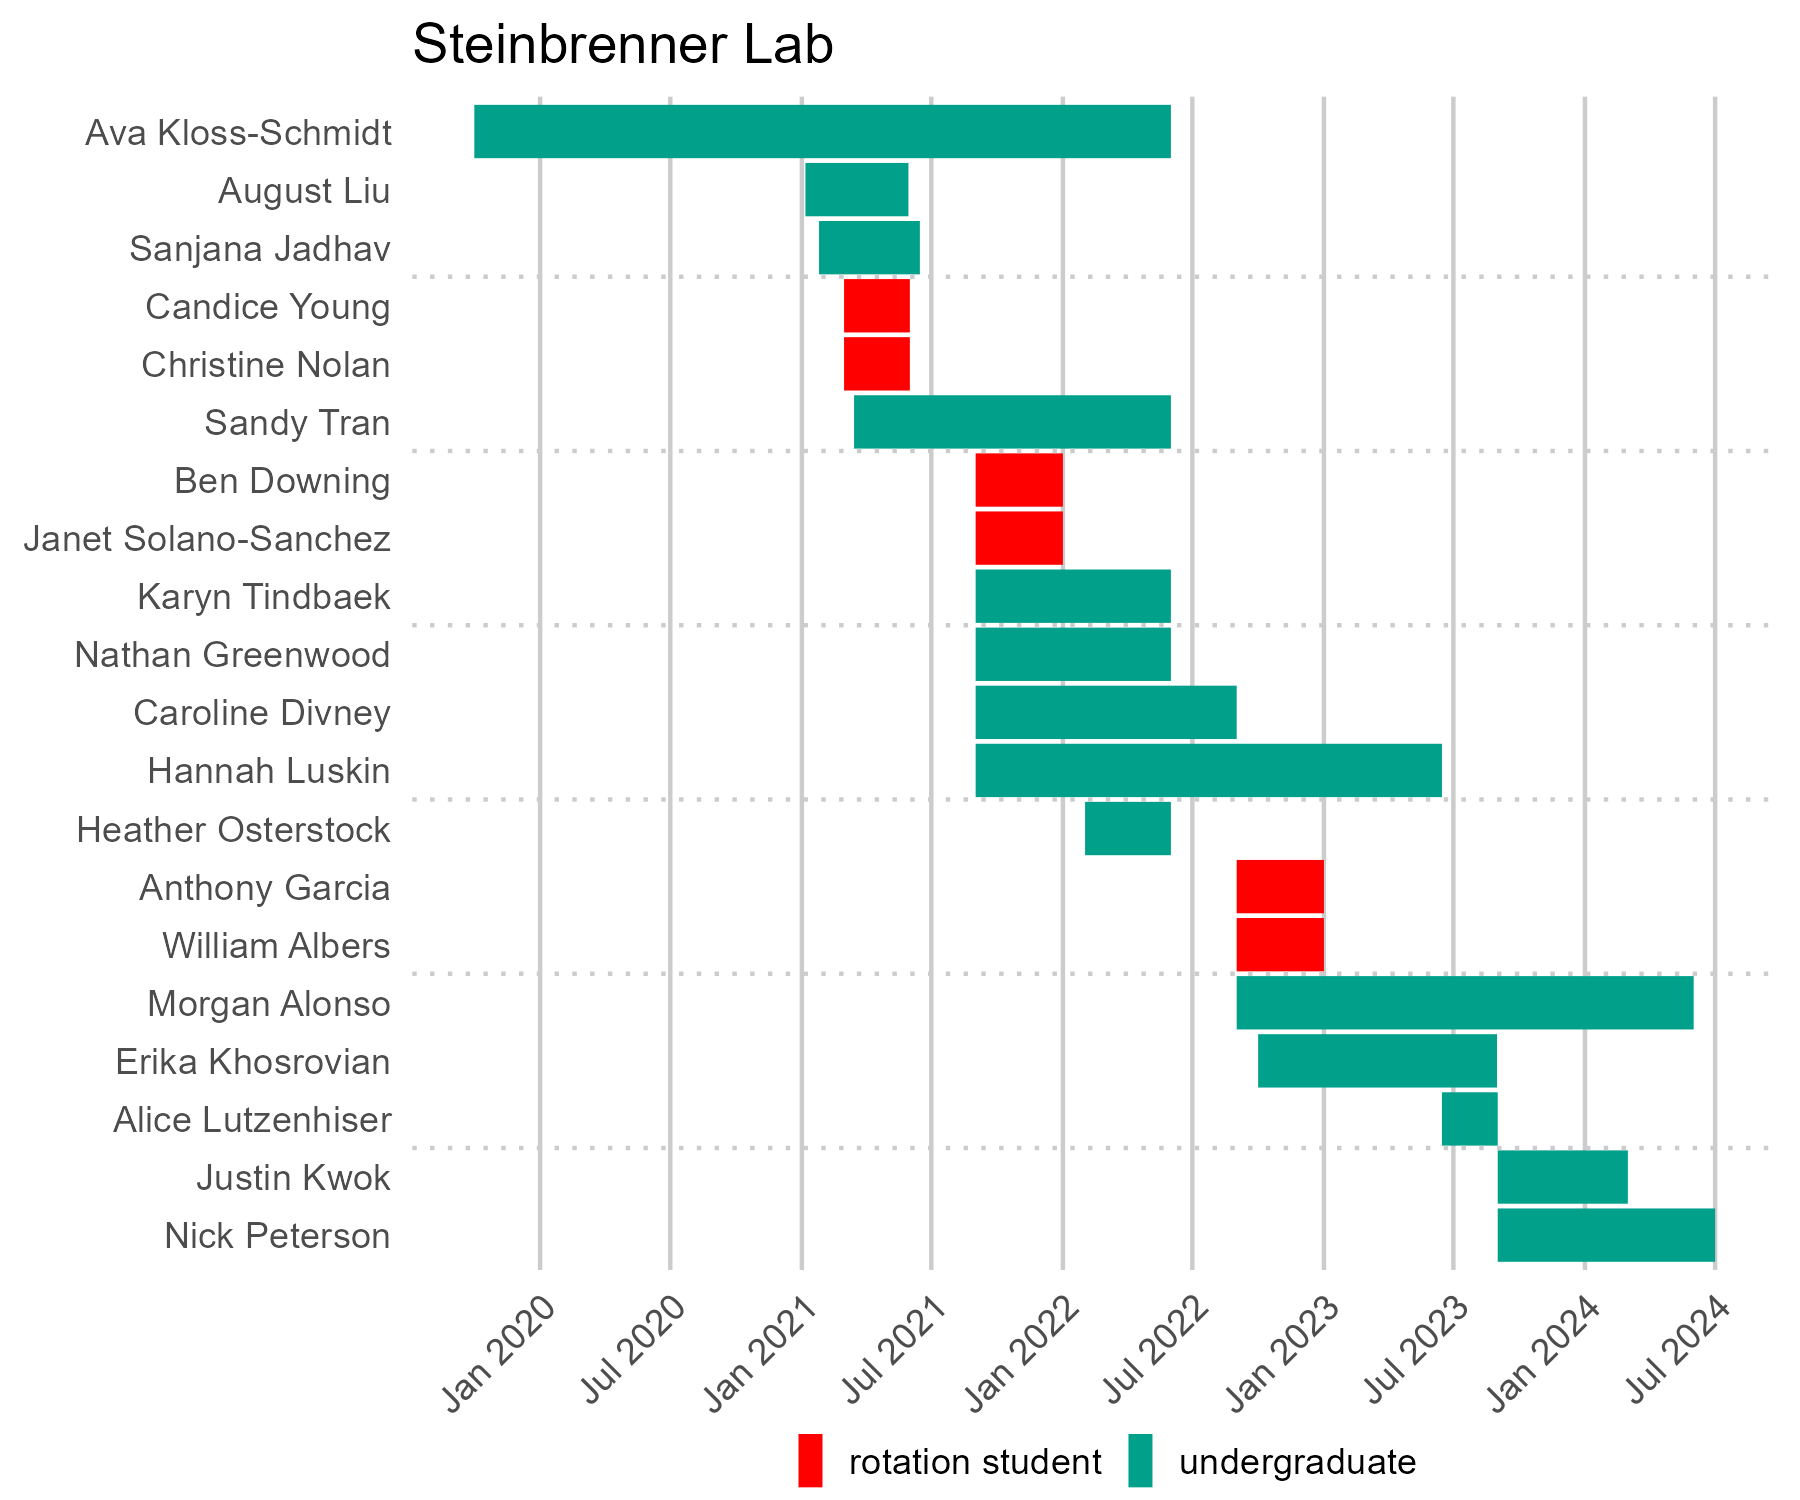 Steinbrenner Lab
Ava Kloss-Schmidt
August Liu
Sanjana Jadhav
Candice Young
Christine Nolan
Sandy Tran
Ben Downing
Janet Solano-Sanchez
Karyn Tindbaek
Nathan Greenwood
Caroline Divney
Hannah Luskin
Heather Osterstock
Anthony Garcia
William Albers
Morgan Alonso
Erika Khosrovian
Alice Lutzenhiser
Justin Kwok
Nick Peterson
Jan 2020
Jul 2020
Jan 2021
Jul 2021
Jan 2022
Jul 2022
Jan 2023
Jul 2023
Jan 2024
Jul 2024
rotation student
undergraduate